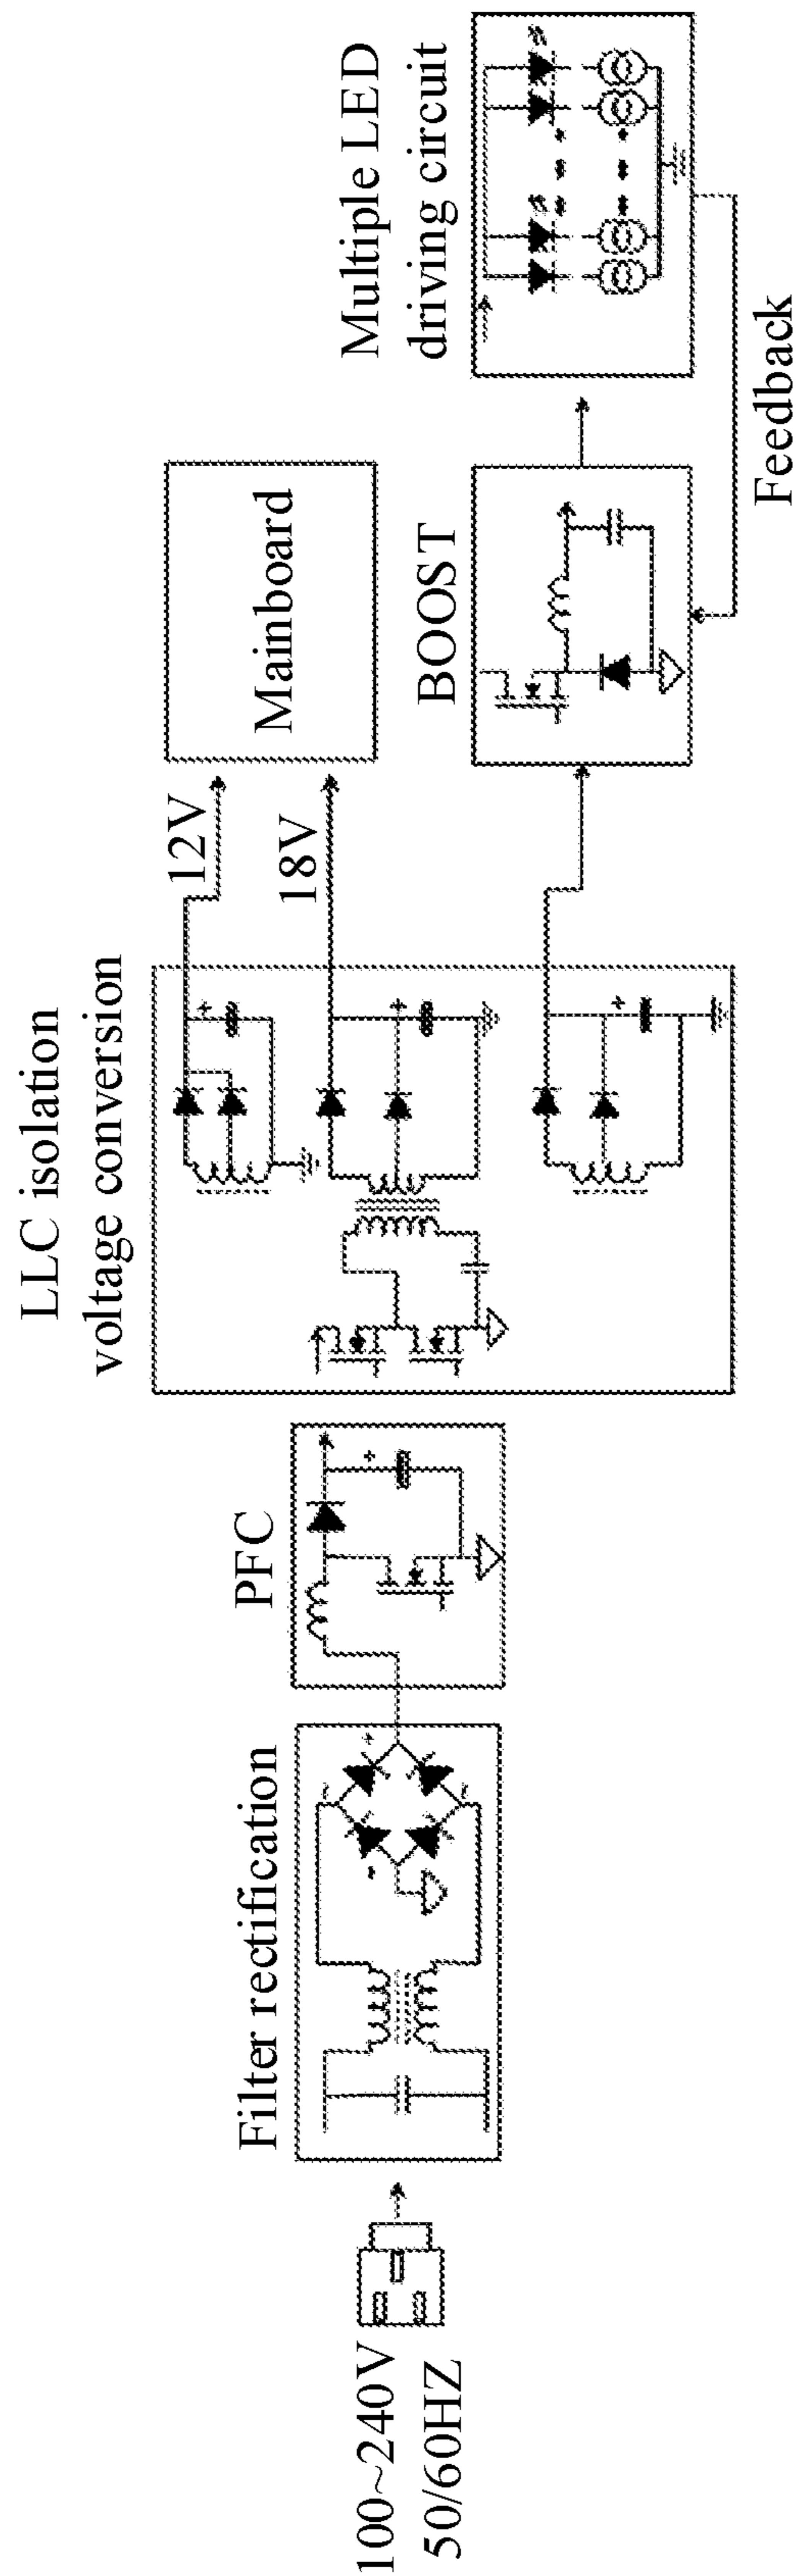 100~240V
50/60HZ
Filter rectification
PFC
LLC isolation
voltage conversion
12V
18V
Mainboard
BOOST
Multiple LED
driving circuit
Feedback